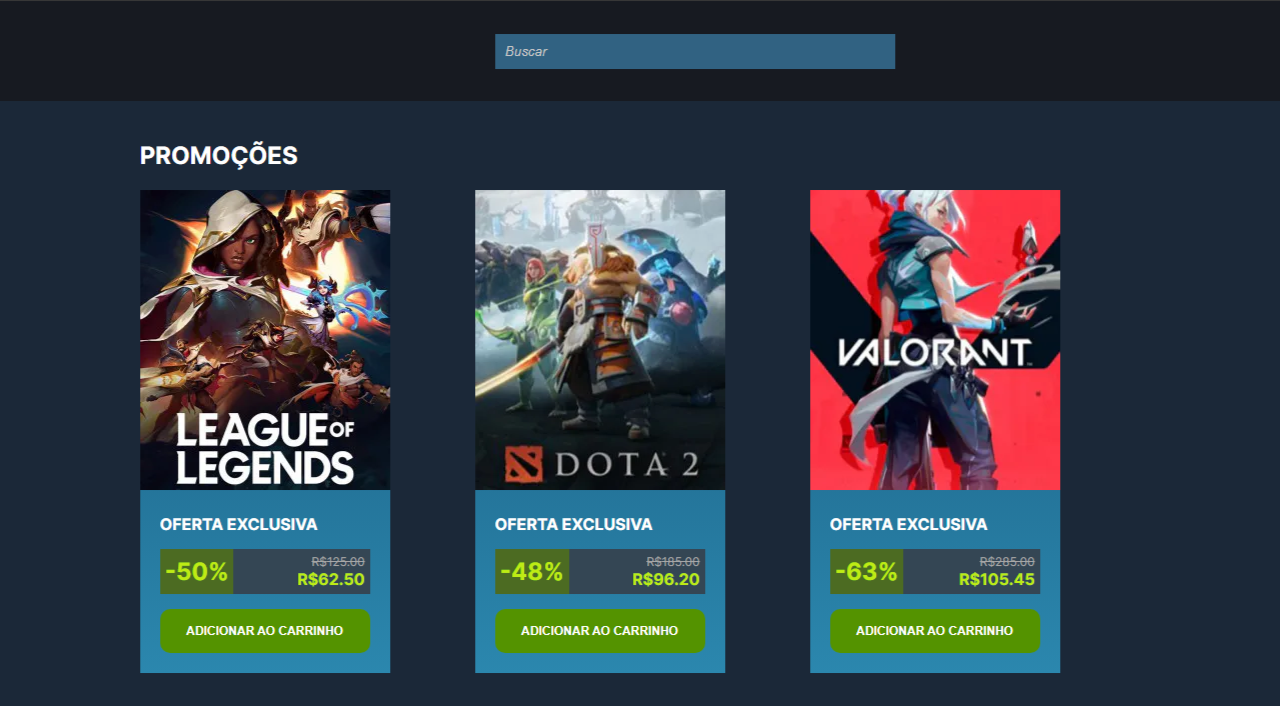 Buscar
PROMOÇÕES
LEAGUE OF
LEGENDS
OFERTA EXCLUSIVA
-50%
R$125.00
R$62.50
ADICIONAR AO CARRINHO
DOTA 2
OFERTA EXCLUSIVA
-48%
R$185.00
R$96.20
ADICIONAR AO CARRINHO
VALORANT
OFERTA EXCLUSIVA
-63%
R$285.00
R$105.45
ADICIONAR AO CARRINHO